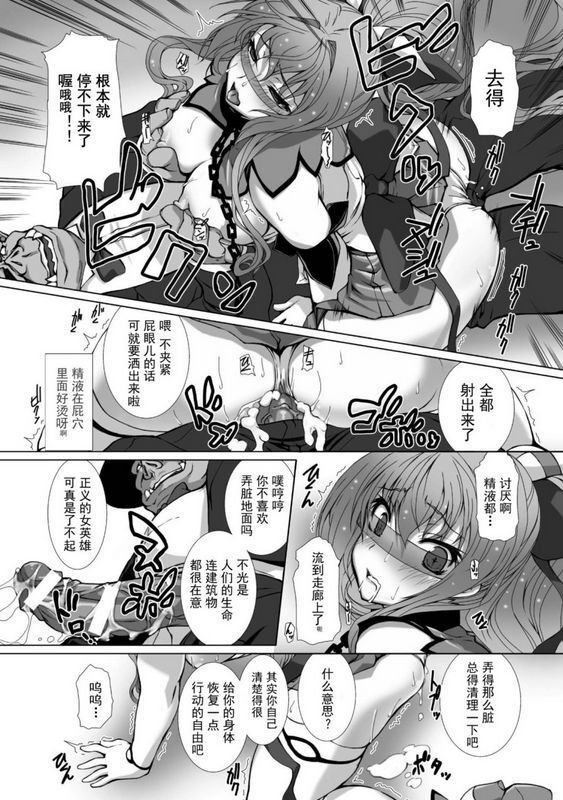 去得
根本就
停不下来了
喔哦哦！！
全都
射出来了
喂 不夹紧
屁眼儿的话
可就要洒出来啦
精液在屁穴
里面好烫呀啊
讨厌啊
精液都…
流到走廊上了呃
噗哼哼
你不喜欢
弄脏地面吗
不光是
人们的生命
连建筑物
都很在意
正义的女英雄
可真是了不起
弄得那么脏
总得清理一下吧
什么意思？
其实你自己
清楚得很
给你的身体
恢复一点
行动的自由吧
呜呜…